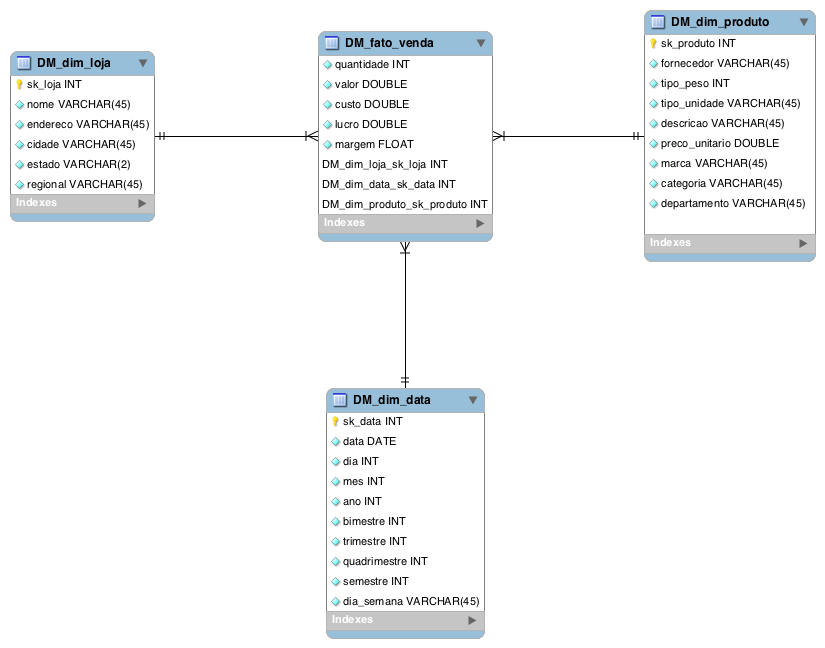 DM_dim_loja
sk_loja INT
nome VARCHAR(45)
endereco VARCHAR(45)
cidade VARCHAR(45)
estado VARCHAR(2)
regional VARCHAR(45)
Indexes
DM_fato_venda
quantidade INT
valor DOUBLE
custo DOUBLE
lucro DOUBLE
margem FLOAT
DM_dim_loja_sk_loja INT
DM_dim_data_sk_data INT
DM_dim_produto_sk_produto INT
Indexes
DM_dim_produto
sk_produto INT
fornecedor VARCHAR(45)
tipo_peso INT
tipo_unidade VARCHAR(45)
descricao VARCHAR(45)
preco_unitario DOUBLE
marca VARCHAR(45)
categoria VARCHAR(45)
departamento VARCHAR(45)
Indexes
DM_dim_data
sk_data INT
data DATE
dia INT
mes INT
ano INT
bimestre INT
trimestre INT
quadrimestre INT
semestre INT
dia_semana VARCHAR(45)
Indexes